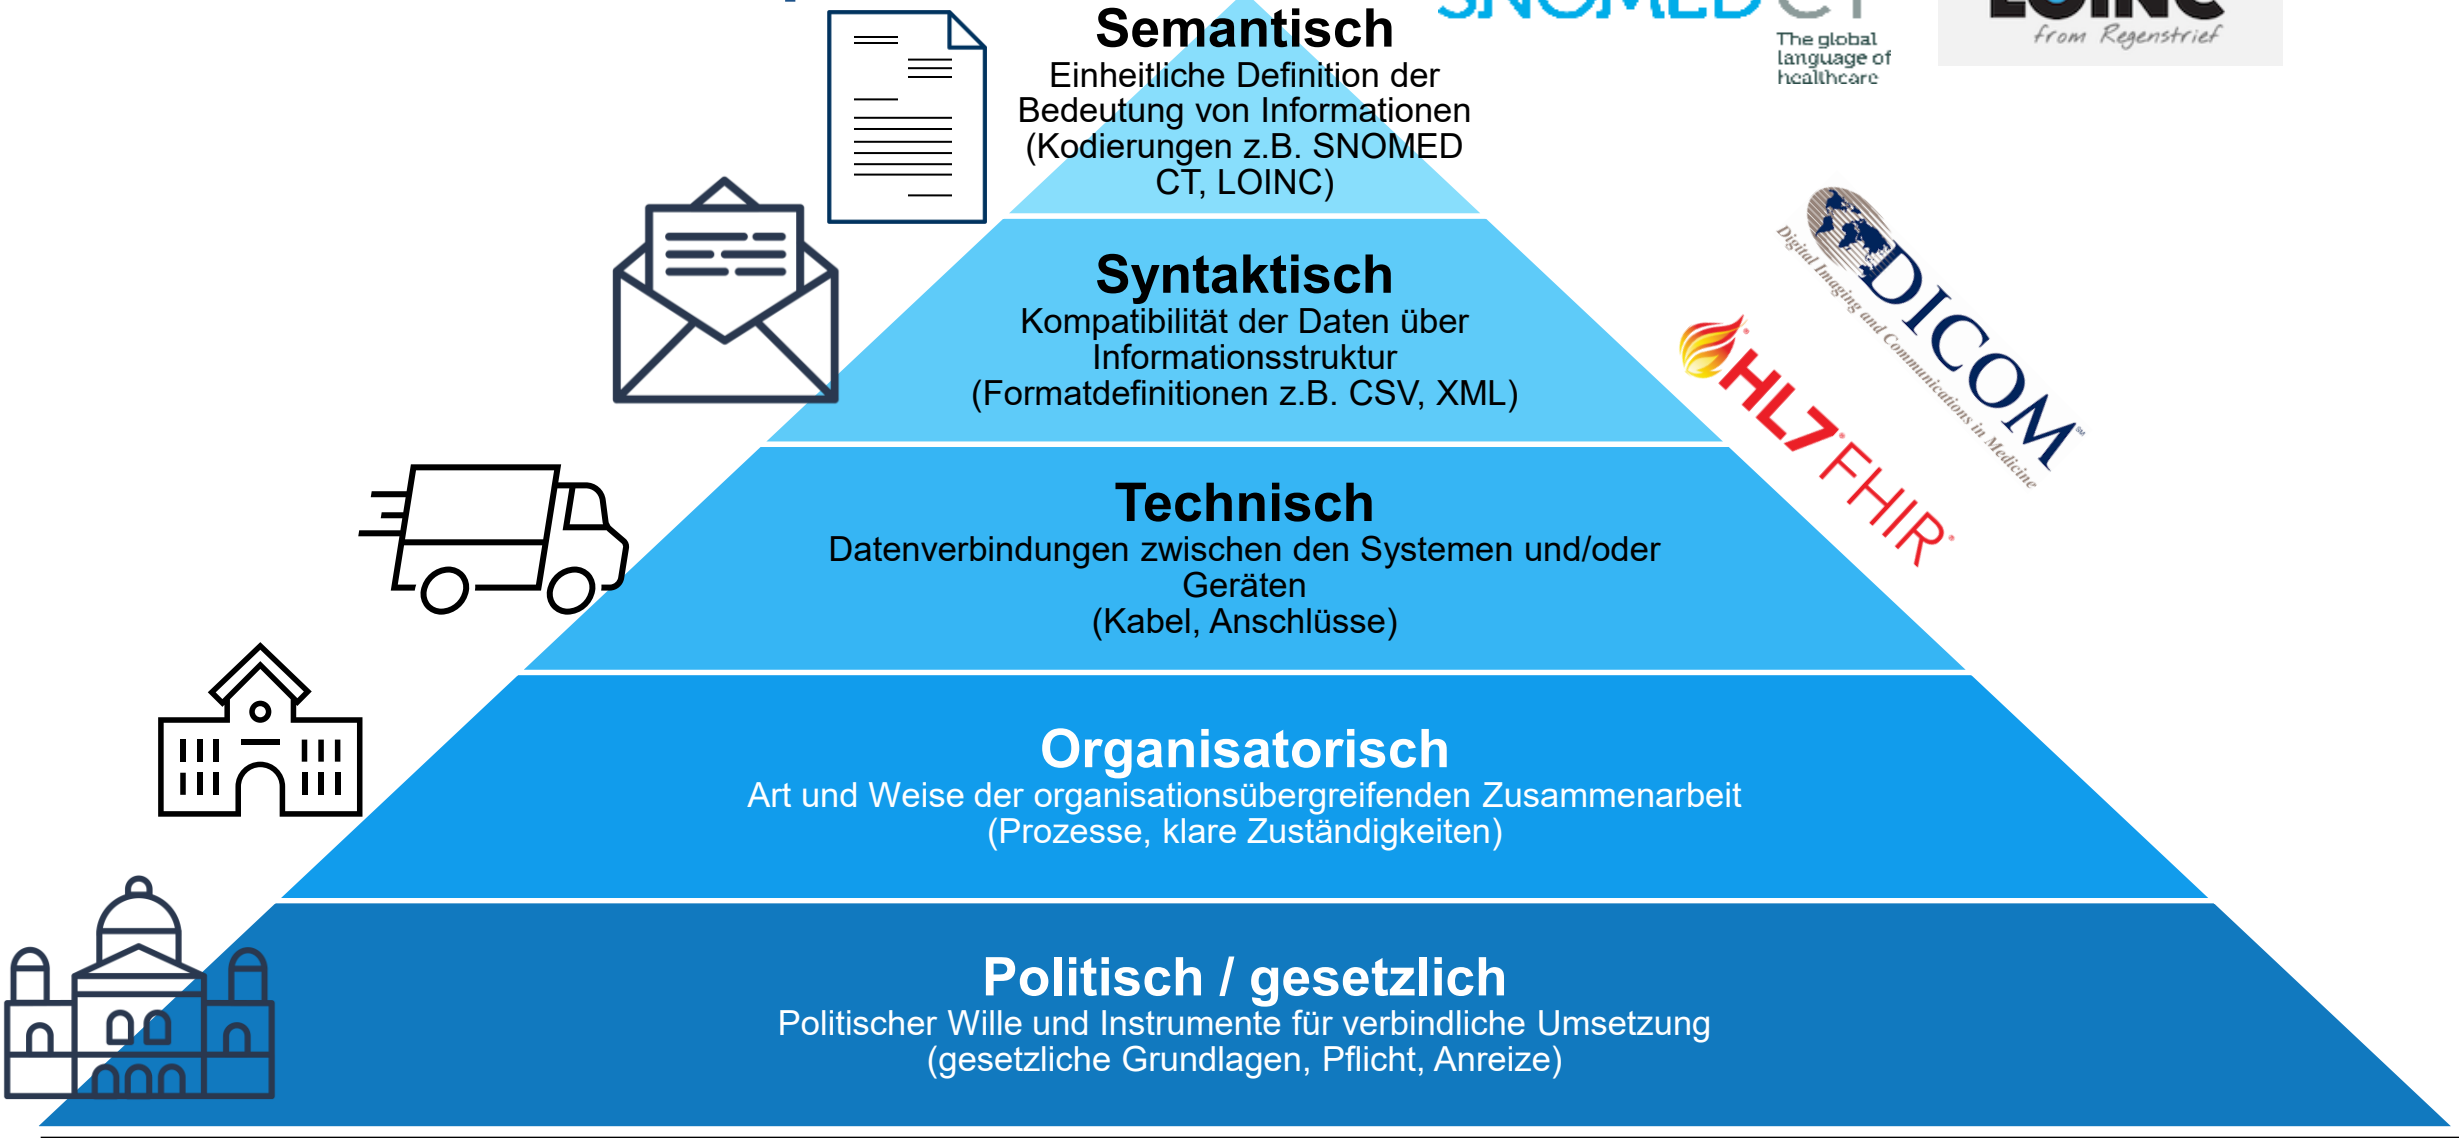 Semantisch
Einheitliche Definition der
Bedeutung von Informationen
(Kodierungen z.B. SNOMED
CT, LOINC)
SNOMED CT
The global
language of
healthcare
LOINC
from Regenstrief
Syntaktisch
Kompatibilität der Daten über
Informationsstruktur
(Formatdefinitionen z.B. CSV, XML)
DICOM
Digital Imaging and Communications in Medicine
HL7 FHIR
Technisch
Datenverbindungen zwischen den Systemen und/oder
Geräten
(Kabel, Anschlüsse)
Organisatorisch
Art und Weise der organisationsübergreifenden Zusammenarbeit
(Prozesse, klare Zuständigkeiten)
Politisch / gesetzlich
Politischer Wille und Instrumente für verbindliche Umsetzung
(gesetzliche Grundlagen, Pflicht, Anreize)